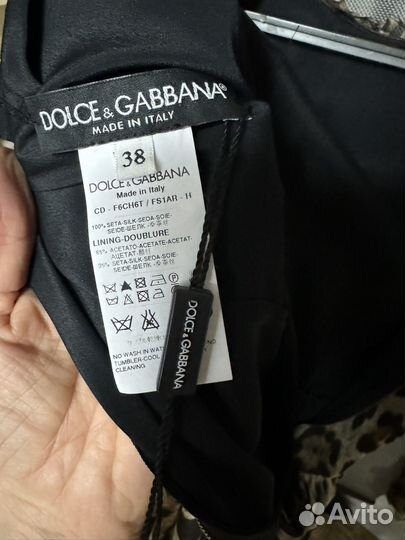 DOLCE & GABBANA®
MADE IN ITALY
38
DOLCE & GABBANA
Made in Italy
CD - F6CH6T / FS1AR - H
100% SETA-SILK-SEDA-SOIE-
SEIDE-ШЕЛК
LINING-DOUBLURE
ACETATO-ACETATE-ACETAT-
АЦЕТАТ
SETA-SILK-SEDA-SOIE-
SEIDE-ШЕЛК
NO WASH IN WATER
TUMBLER-COOL
CLEANING
DOLCE & GABBANA
Avito